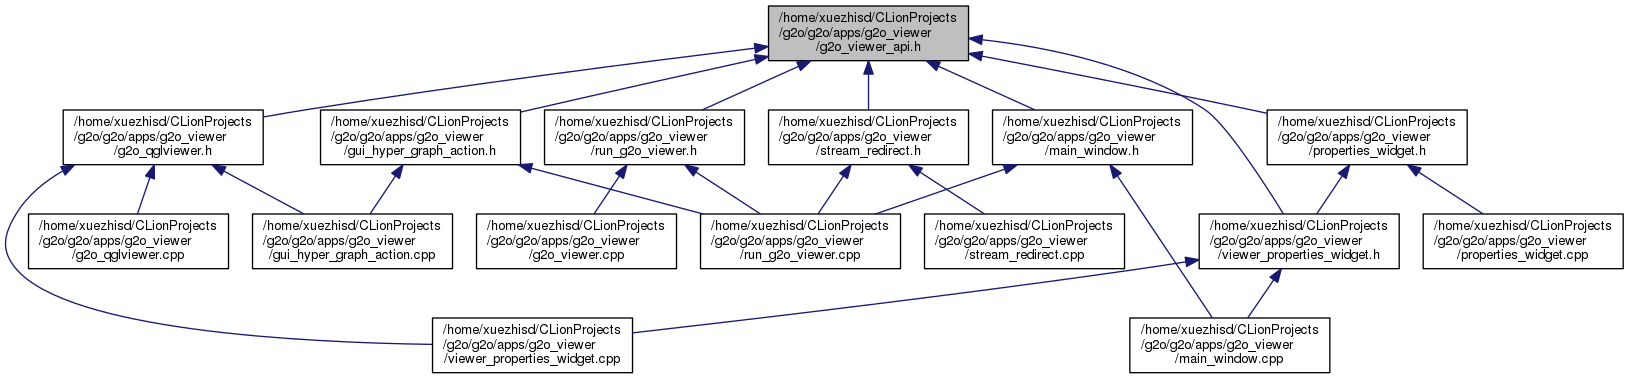 /home/xuezhisd/CLionProjects
/g2o/g2o/apps/g2o_viewer
/g2o_viewer_api.h
/home/xuezhisd/CLionProjects
/g2o/g2o/apps/g2o_viewer
/g2o_qglviewer.h
/home/xuezhisd/CLionProjects
/g2o/g2o/apps/g2o_viewer
/gui_hyper_graph_action.h
/home/xuezhisd/CLionProjects
/g2o/g2o/apps/g2o_viewer
/run_g2o_viewer.h
/home/xuezhisd/CLionProjects
/g2o/g2o/apps/g2o_viewer
/stream_redirect.h
/home/xuezhisd/CLionProjects
/g2o/g2o/apps/g2o_viewer
/main_window.h
/home/xuezhisd/CLionProjects
/g2o/g2o/apps/g2o_viewer
/properties_widget.h
/home/xuezhisd/CLionProjects
/g2o/g2o/apps/g2o_viewer
/g2o_qglviewer.cpp
/home/xuezhisd/CLionProjects
/g2o/g2o/apps/g2o_viewer
/gui_hyper_graph_action.cpp
/home/xuezhisd/CLionProjects
/g2o/g2o/apps/g2o_viewer
/g2o_viewer.cpp
/home/xuezhisd/CLionProjects
/g2o/g2o/apps/g2o_viewer
/run_g2o_viewer.cpp
/home/xuezhisd/CLionProjects
/g2o/g2o/apps/g2o_viewer
/stream_redirect.cpp
/home/xuezhisd/CLionProjects
/g2o/g2o/apps/g2o_viewer
/viewer_properties_widget.h
/home/xuezhisd/CLionProjects
/g2o/g2o/apps/g2o_viewer
/properties_widget.cpp
/home/xuezhisd/CLionProjects
/g2o/g2o/apps/g2o_viewer
/viewer_properties_widget.cpp
/home/xuezhisd/CLionProjects
/g2o/g2o/apps/g2o_viewer
/main_window.cpp